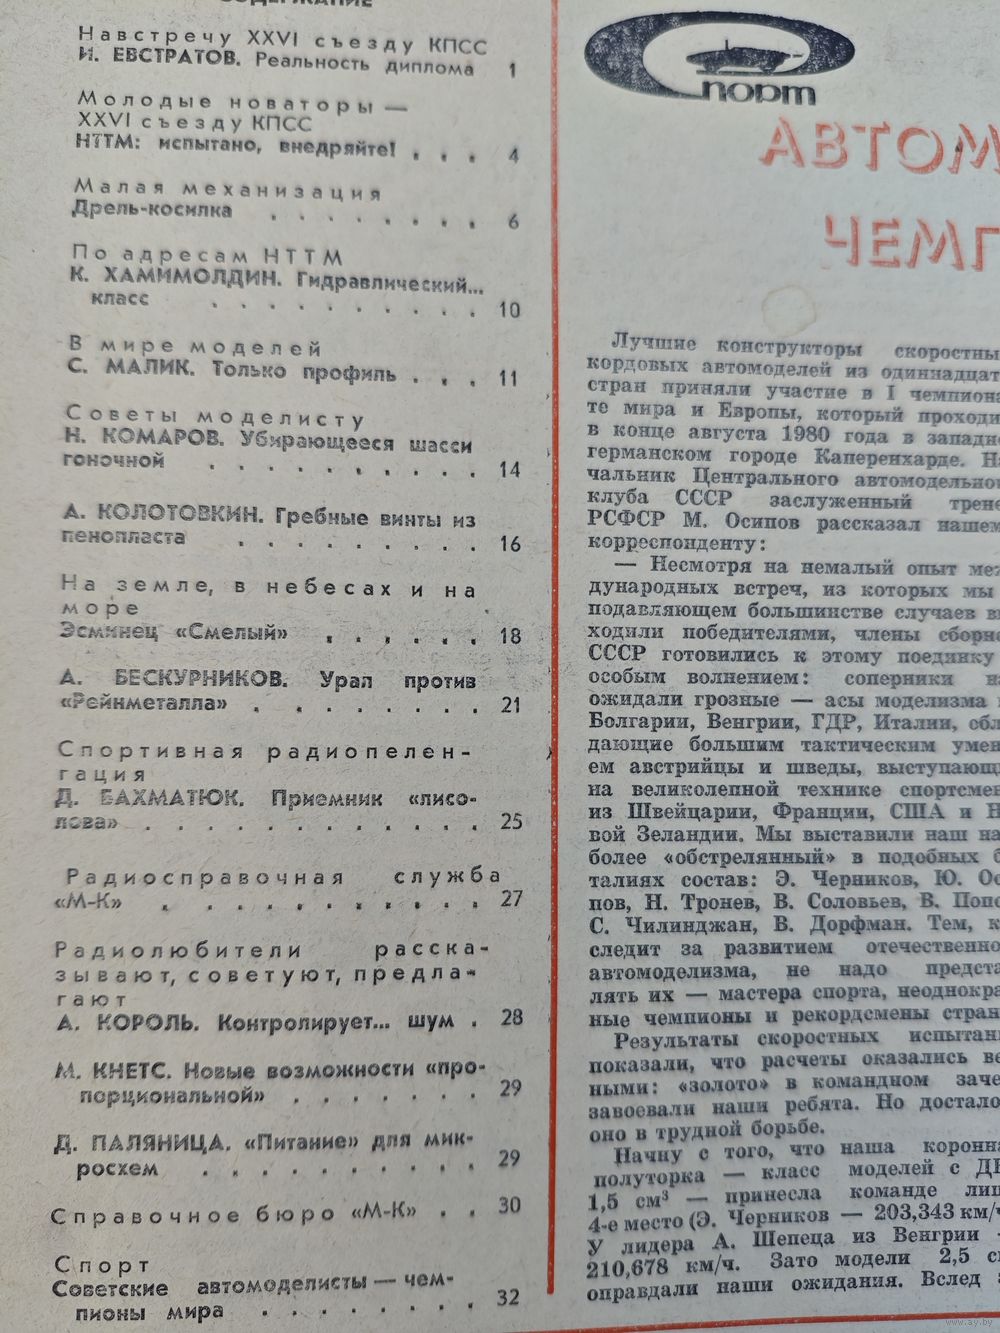 СОДЕРЖАНИЕ
Навстречу XXVI съезду КПСС
И. ЕВСТРАТОВ. Реальность диплома 1
Молодые новаторы —
XXVI съезду КПСС
НТТМ: испытано, внедряйте! . . . 4
Малая механизация
Дрель-косилка . . . . . . . . 6
По адресам НТТМ
К. ХАМИМОЛДИН. Гидравлический...
класс . . . . . . . . . . 10
В мире моделей
С. МАЛИК. Только профиль . . . 11
Советы моделисту
Н. КОМАРОВ. Убирающееся шасси
гоночной . . . . . . . . . . 14
А. КОЛОТОВКИН. Гребные винты из
пенопласта . . . . . . . . . 16
На земле, в небесах и на
море
Эсминец «Смелый» . . . . . . 18
А. БЕСКУРНИКОВ. Урал против
«Рейнметалла» . . . . . . . . 21
Спортивная радиопелен-
гация
Д. БАХМАТЮК. Приемник «лисо-
лова» . . . . . . . . . . . . 25
Радиосправочная служба
«М-К» . . . . . . . . . . . 27
Радиолюбители расска-
зывают, советуют, предла-
гают
А. КОРОЛЬ. Контролирует... шум . 28
М. КНЕТС. Новые возможности «про-
порциональной» . . . . . . . 29
Д. ПАЛЯНИЦА. «Питание» для мик-
росхем . . . . . . . . . . . 29
Справочное бюро «М-К» . . 30
Спорт
Советские автомоделисты — чем-
пионы мира . . . . . . . . 32
Спорт
АВТОМ
ЧЕМП
Лучшие конструкторы скоростны
кордовых автомоделей из одиннадцат
стран приняли участие в I чемпиона
те мира и Европы, который проходи
в конце августа 1980 года в западно
германском городе Каперенхарде. На
чальник Центрального автомодельног
клуба СССР заслуженный трене
РСФСР М. Осипов рассказал нашем
корреспонденту:
— Несмотря на немалый опыт меж
дународных встреч, из которых мы
подавляющем большинстве случаев вы
ходили победителями, члены сборно
СССР готовились к этому поединку
особым волнением: соперники на
ожидали грозные — асы моделизма и
Болгарии, Венгрии, ГДР, Италии, обл
дающие большим тактическим умен
ем австрийцы и шведы, выступающ
на великолепной технике спортсмен
из Швейцарии, Франции, США и Н
вой Зеландии. Мы выставили наш на
более «обстрелянный» в подобных б
талиях состав: Э. Черников, Ю. Ос
пов, Н. Тронев, В. Соловьев, В. Попо
С. Чилинджан, В. Дорфман. Тем, к
следит за развитием отечественно
автомоделизма, не надо предста
лять их — мастера спорта, неоднокра
ные чемпионы и рекордсмены стран
Результаты скоростных испытан
показали, что расчеты оказались ве
ными: «золото» в командном заче
завоевали наши ребята. Но достало
оно в трудной борьбе.
Начну с того, что наша коронна
полуторка — класс моделей с ДВ
1,5 см³ — принесла команде лиш
4-е место (Э. Черников — 203,343 км/ч
У лидера А. Шепеца из Венгрии
210,678 км/ч. Зато модели 2,5 с
оправдали наши ожидания. Вслед
www.ay.by